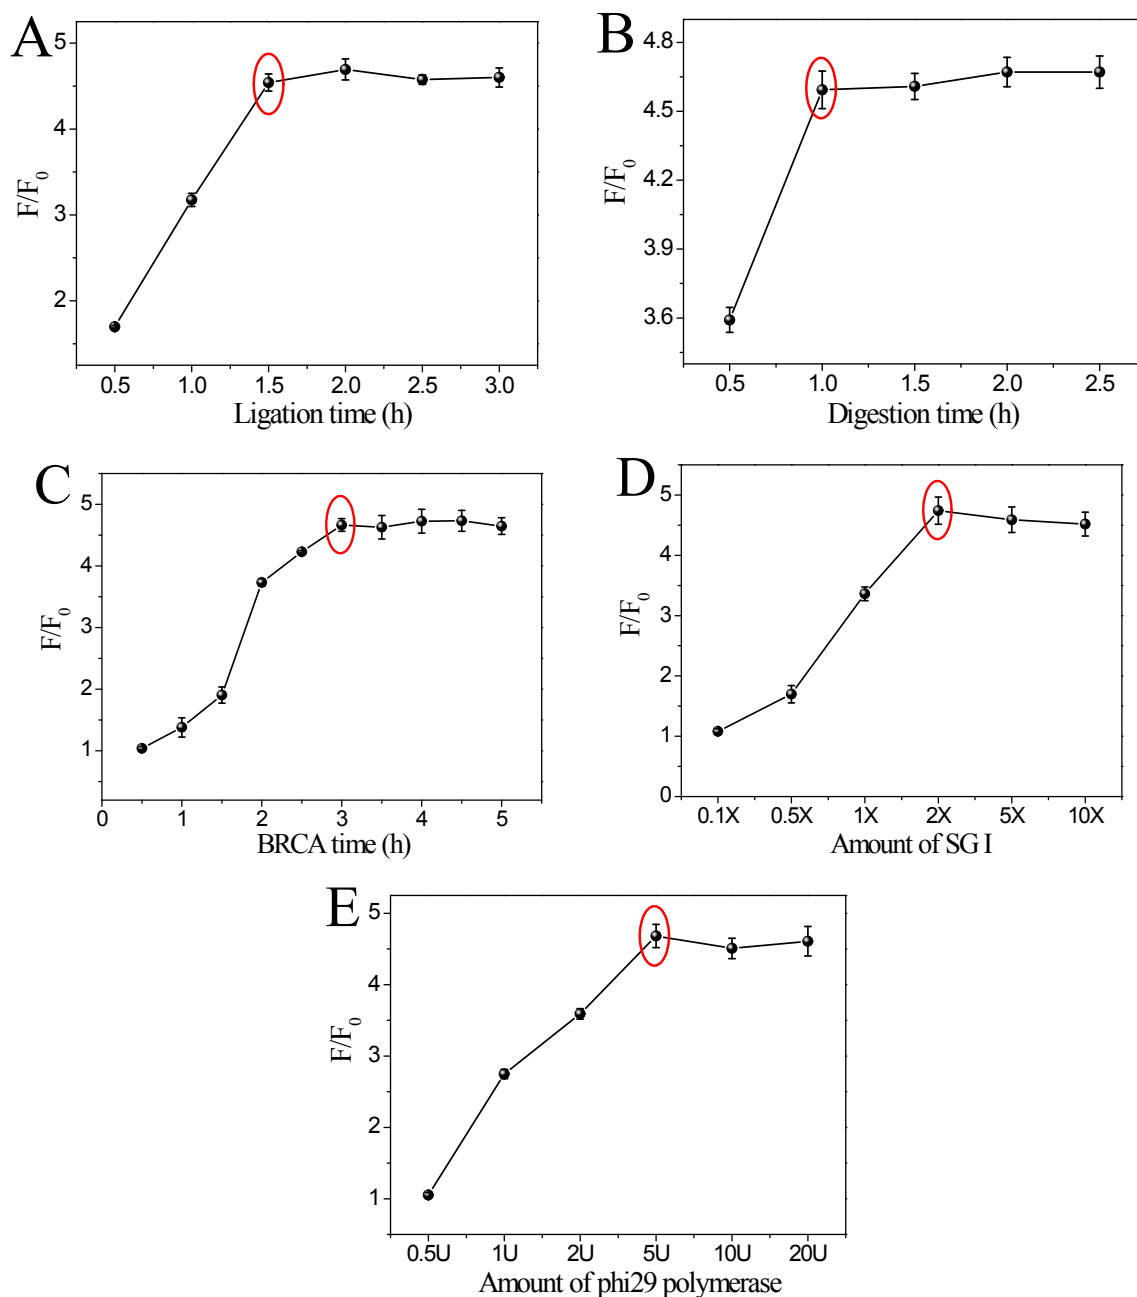 A
5
4
3
2
F/F0
0.5 1.0 1.5 2.0 2.5 3.0
Ligation time (h)
B
4.8
4.5
4.2
3.9
3.6
F/F0
0.5 1.0 1.5 2.0 2.5
Digestion time (h)
C
5
4
3
2
1
F/F0
0 1 2 3 4 5
BRCA time (h)
D
5
4
3
2
1
0
F/F0
0.1X 0.5X 1X 2X 5X 10X
Amount of SG I
E
5
4
3
2
1
F/F0
0.5U 1U 2U 5U 10U 20U
Amount of phi29 polymerase